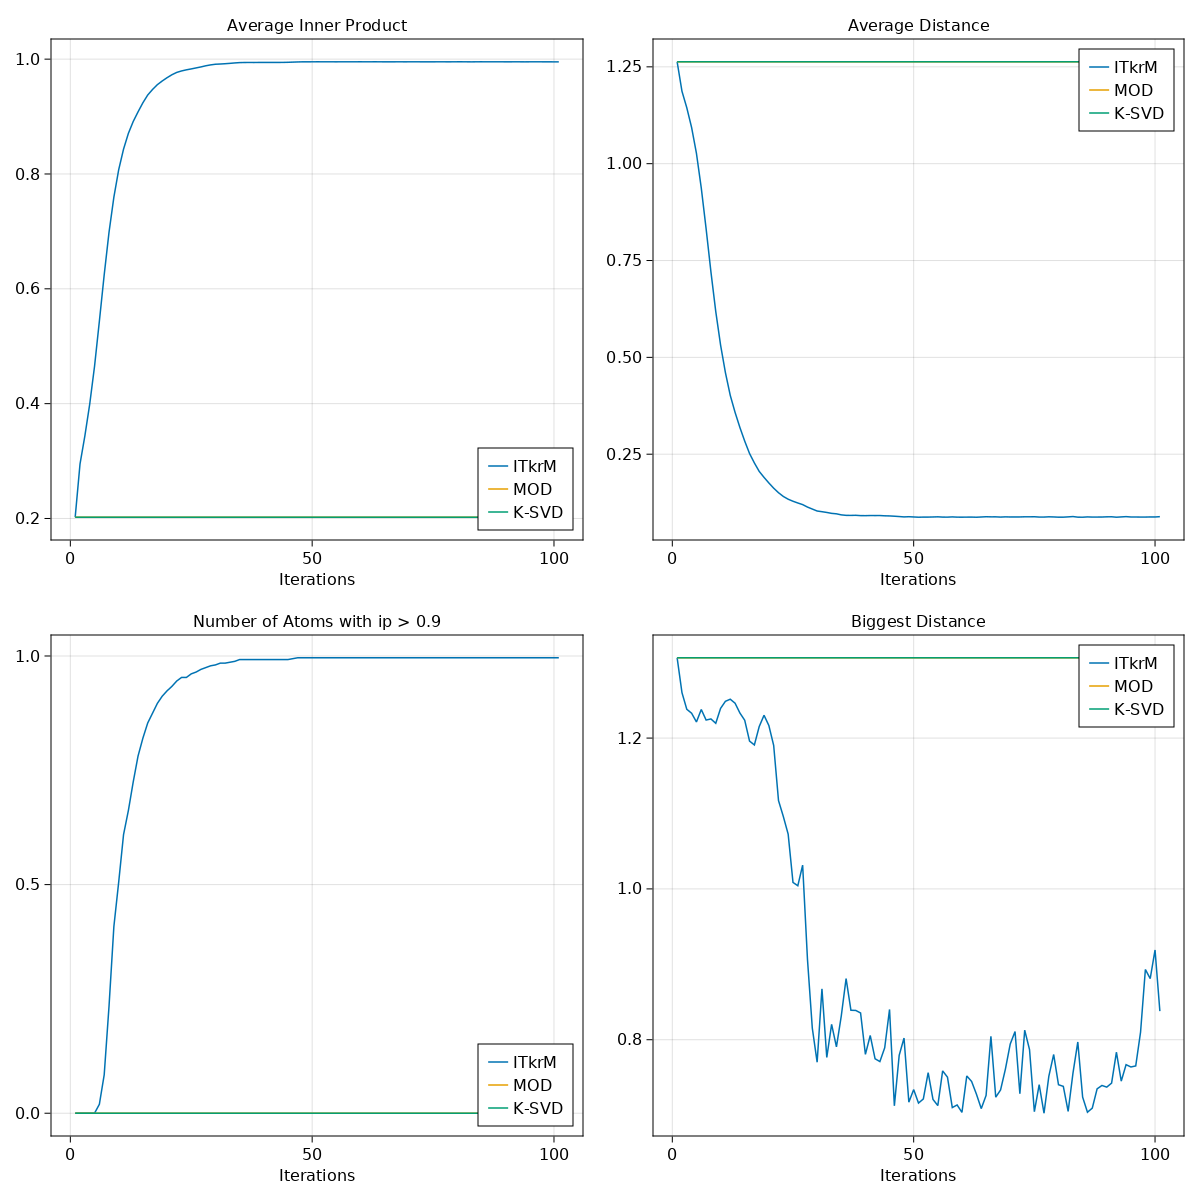 Average Inner Product
1.0
0.8
0.6
0.4
0.2
ITkrM
MOD
K-SVD
0 50 100
Iterations
Average Distance
1.25
1.00
0.75
0.50
0.25
ITkrM
MOD
K-SVD
0 50 100
Iterations
Number of Atoms with ip > 0.9
1.0
0.5
0.0
ITkrM
MOD
K-SVD
0 50 100
Iterations
Biggest Distance
1.2
1.0
0.8
ITkrM
MOD
K-SVD
0 50 100
Iterations